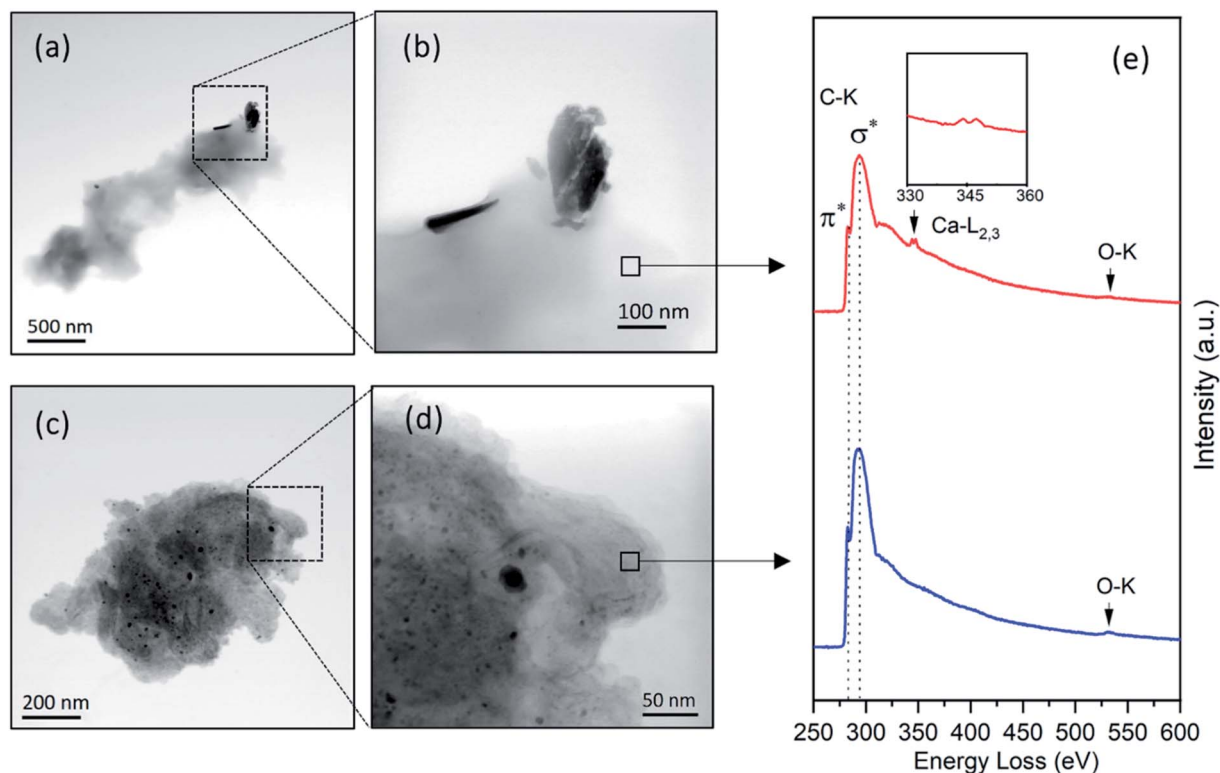 (a)
500 nm
(b)
100 nm
(c)
200 nm
(d)
50 nm
(e)
C-K
σ*
π*
330 345 360
Ca-L2,3
O-K
O-K
Intensity (a.u.)
250 300 350 400 450 500 550 600
Energy Loss (eV)